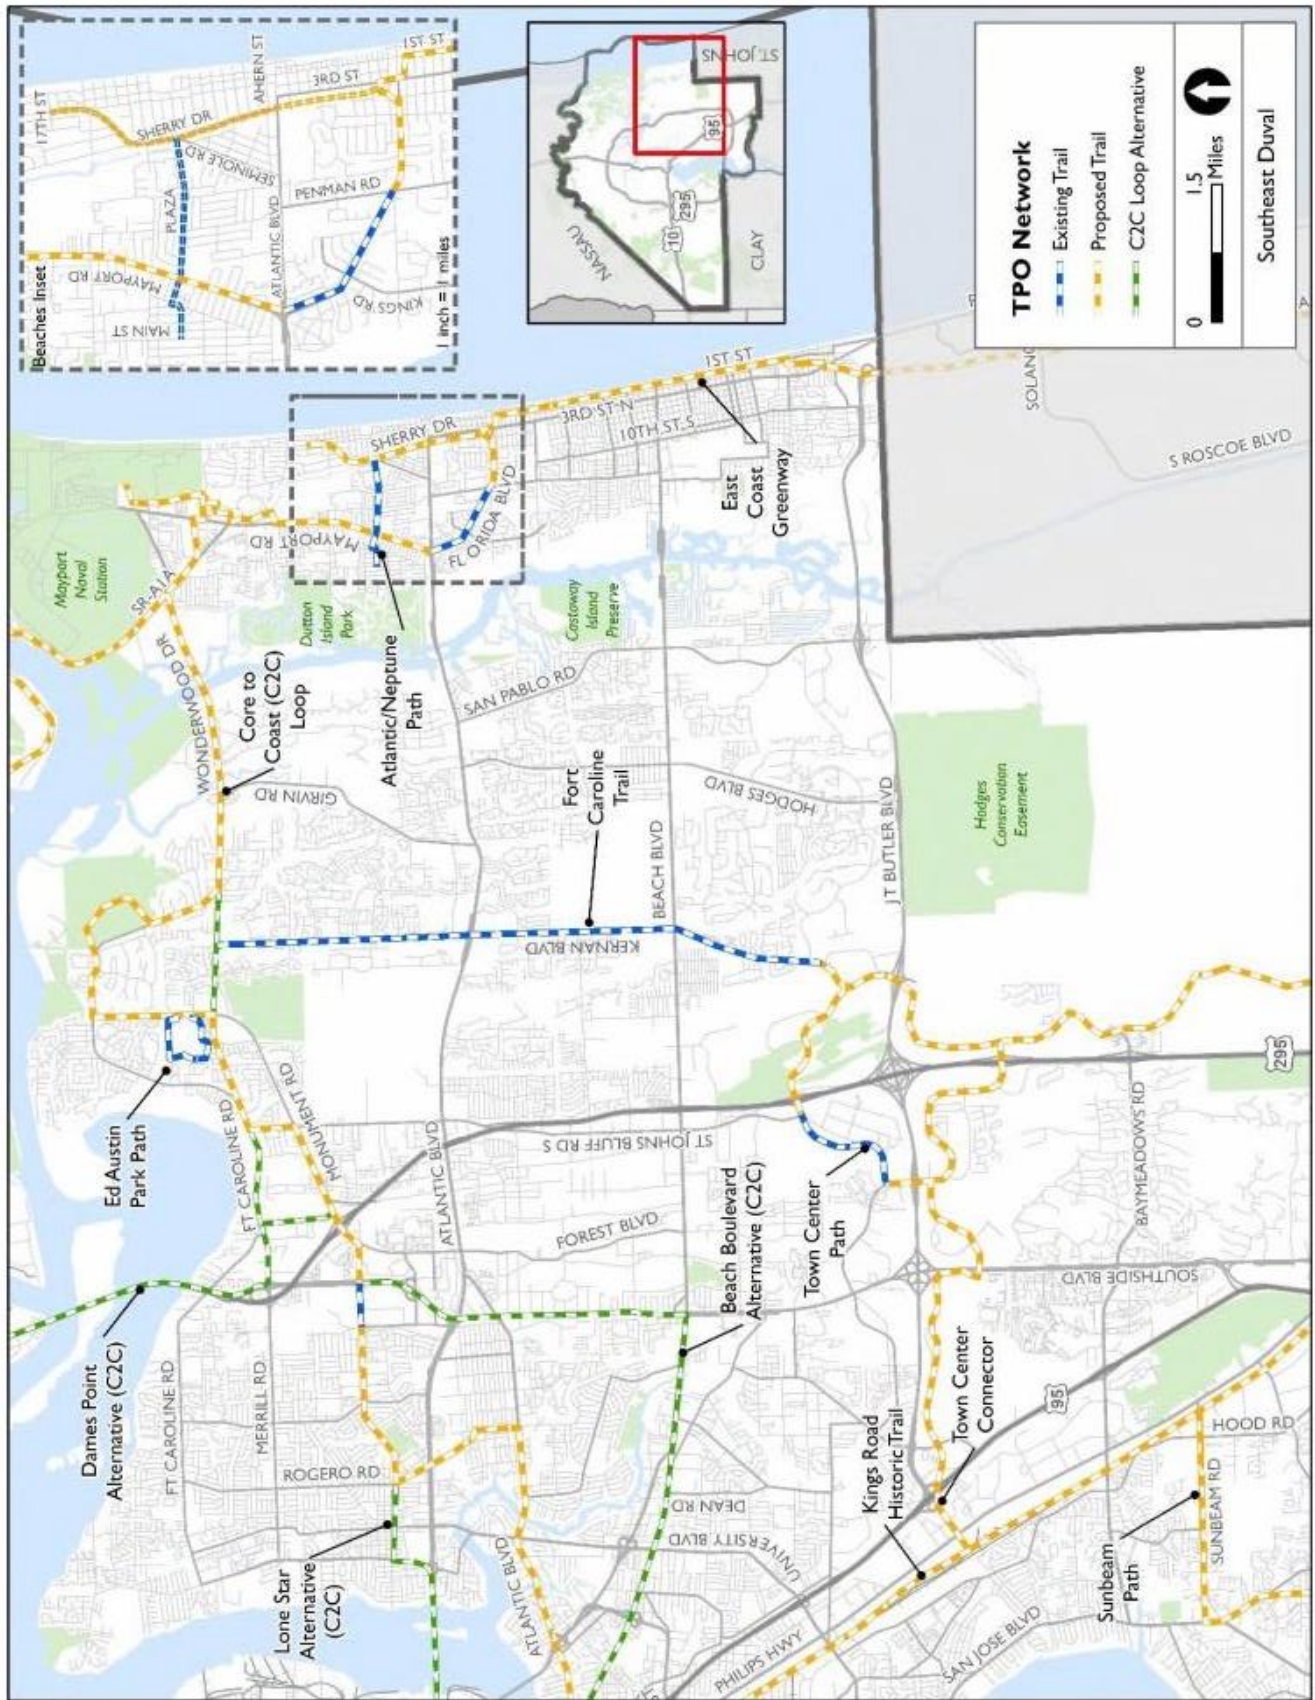 Beaches Inset
17TH ST
SHERRY DR
AHERN ST
1ST ST
3RD ST
SEMINOLE RD
PLAZA
MAYPORT RD
MAIN ST
PENMAN RD
ATLANTIC BLVD
KINGS RD
1 inch = 1 miles
NASSAU
ST. JOHNS
10
295
95
CLAY
TPO Network
Existing Trail
Proposed Trail
C2C Loop Alternative
0
1.5
Miles
Southeast Duval
Mayport
Naval
Station
SR-A1A
WONDERWOOD DR
MAYPORT RD
SHERRY DR
Dutton
Island
Park
FLORIDA BLVD
3RD ST N
10TH ST S
1ST ST
East
Coast
Greenway
SOLANO
S ROSCOE BLVD
Core to
Coast (C2C)
Loop
Atlantic/Neptune
Path
Castaway
Island
Preserve
SAN PABLO RD
GIRVIN RD
HODGES BLVD
Fort
Caroline
Trail
KERNAN BLVD
BEACH BLVD
J T BUTLER BLVD
Hodges
Conservation
Easement
Ed Austin
Park Path
FT CAROLINE RD
MONUMENT RD
ATLANTIC BLVD
ST JOHNS BLUFF RD S
FOREST BLVD
295
Town Center
Path
BAYMEADOWS RD
SOUTHSIDE BLVD
Beach Boulevard
Alternative (C2C)
Dames Point
Alternative (C2C)
FT CAROLINE RD
MERRILL RD
ROGERO RD
Lone Star
Alternative
(C2C)
ATLANTIC BLVD
DEAN RD
UNIVERSITY BLVD
Kings Road
Historic Trail
Town Center
Connector
95
PHILIPS HWY
SAN JOSE BLVD
Sunbeam
Path
SUNBEAM RD
HOOD RD